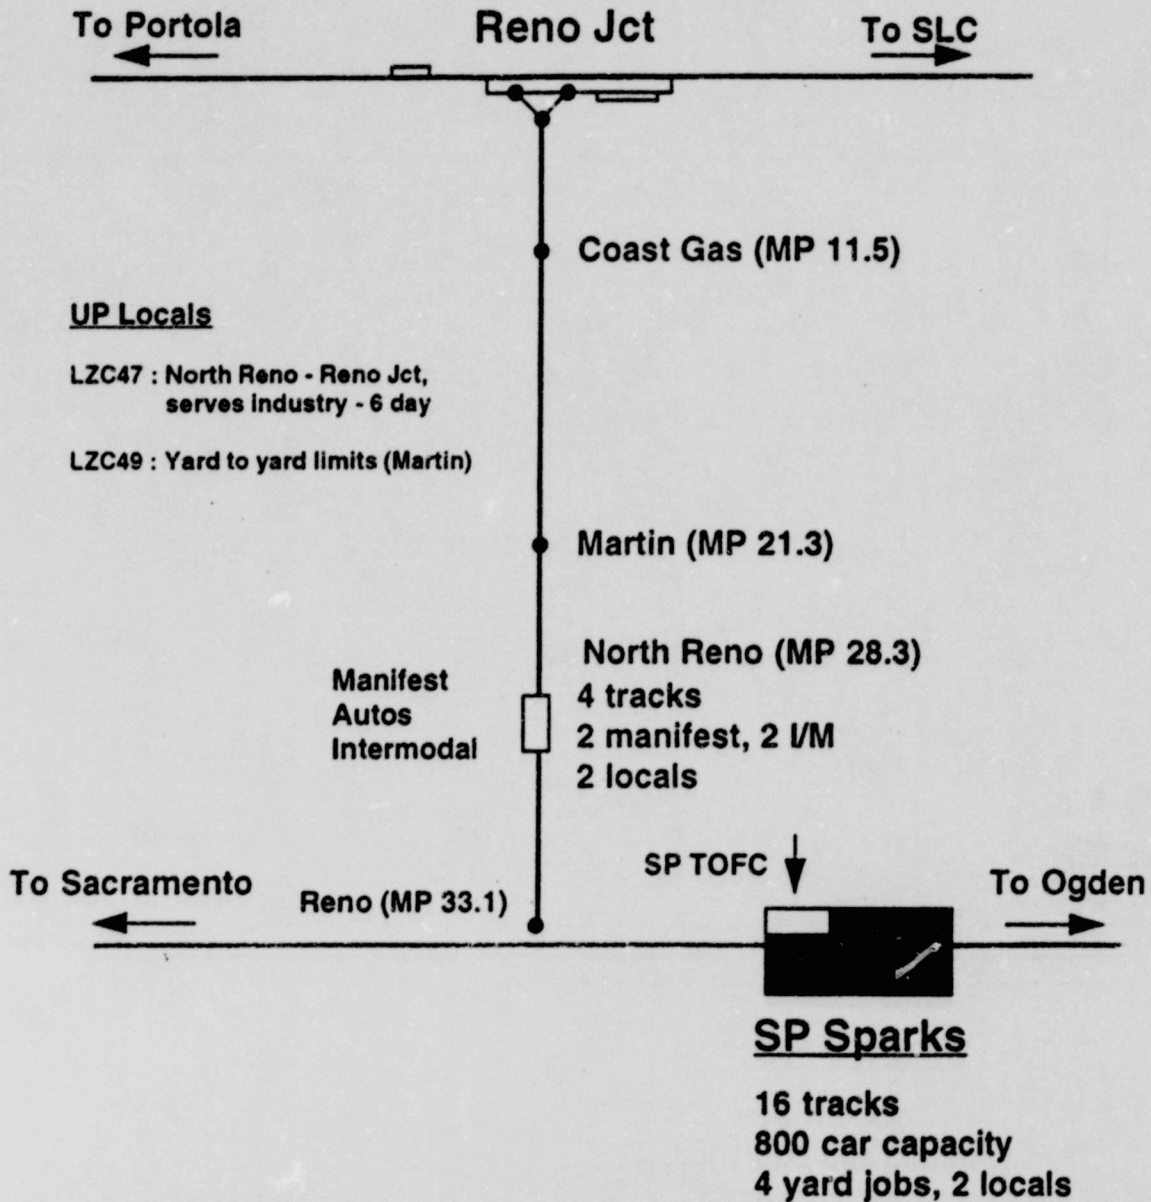 To Portola
Reno Jct
To SLC
Coast Gas (MP 11.5)
UP Locals
LZC47 : North Reno - Reno Jct,
serves industry - 6 day
LZC49 : Yard to yard limits (Martin)
Martin (MP 21.3)
North Reno (MP 28.3)
4 tracks
2 manifest, 2 I/M
2 locals
Manifest
Autos
Intermodal
SP TOFC
To Sacramento
Reno (MP 33.1)
To Ogden
SP Sparks
16 tracks
800 car capacity
4 yard jobs, 2 locals